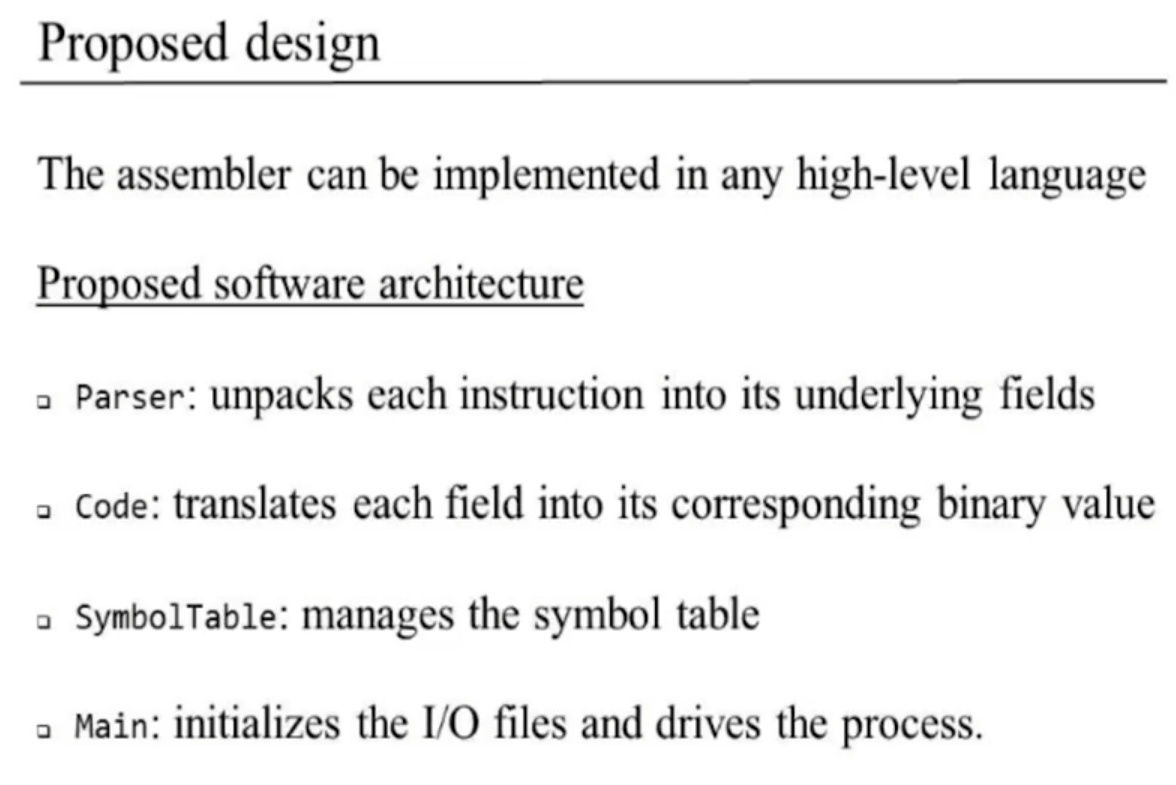 Proposed design
The assembler can be implemented in any high-level language
Proposed software architecture
Parser: unpacks each instruction into its underlying fields
Code: translates each field into its corresponding binary value
SymbolTable: manages the symbol table
Main: initializes the I/O files and drives the process.